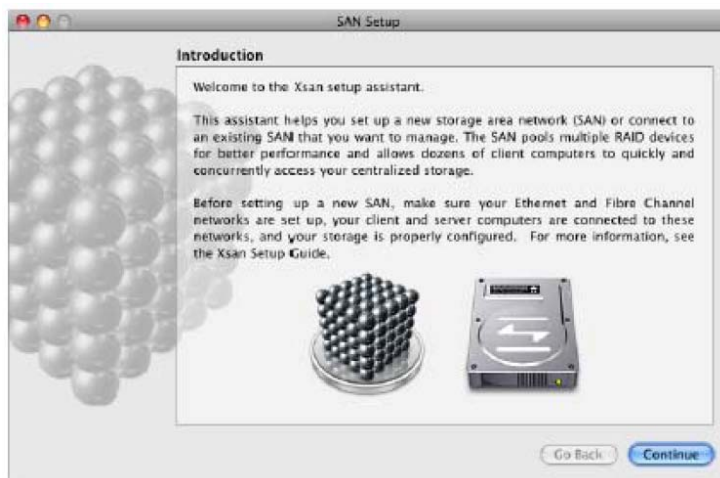 SAN Setup
Introduction
Welcome to the Xsan setup assistant.
This assistant helps you set up a new storage area network (SAN) or connect to
an existing SAN that you want to manage. The SAN pools multiple RAID devices
for better performance and allows dozens of client computers to quickly and
concurrently access your centralized storage.
Before setting up a new SAN, make sure your Ethernet and Fibre Channel
networks are set up, your client and server computers are connected to these
networks, and your storage is properly configured. For more information, see
the Xsan Setup Guide.
Go Back
Continue